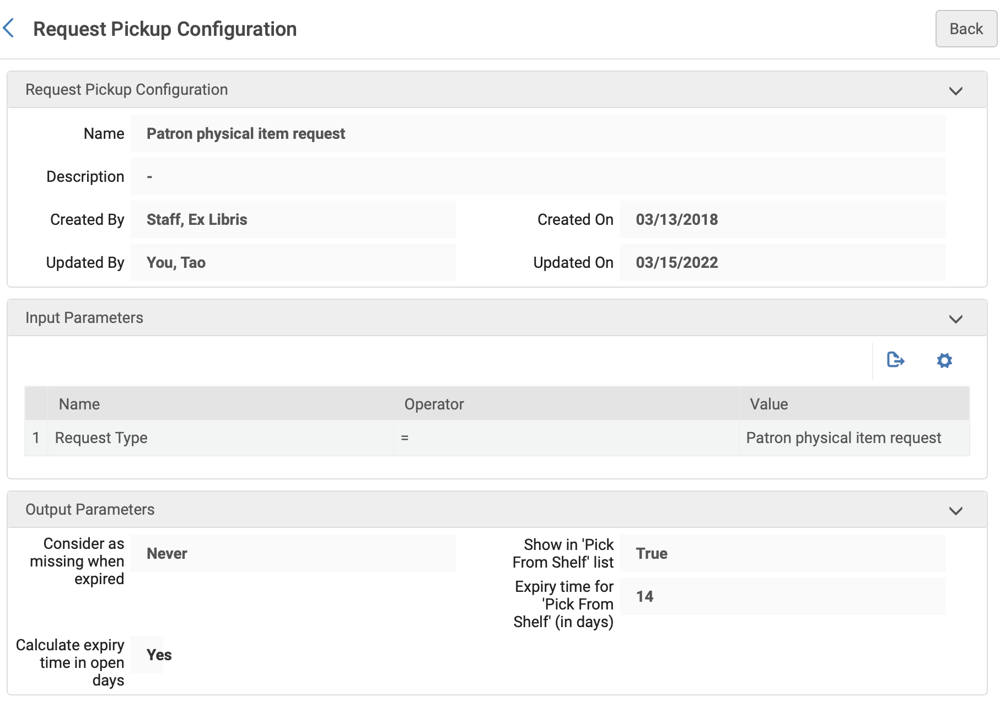 Request Pickup Configuration
Back
Request Pickup Configuration
Name Patron physical item request
Description -
Created By Staff, Ex Libris Created On 03/13/2018
Updated By You, Tao Updated On 03/15/2022
Input Parameters
Name Operator Value
1 Request Type = Patron physical item request
Output Parameters
Consider as
missing when
expired
Never
Show in 'Pick
From Shelf' list
True
Expiry time for
'Pick From
Shelf' (in days)
14
Calculate expiry
time in open
days
Yes